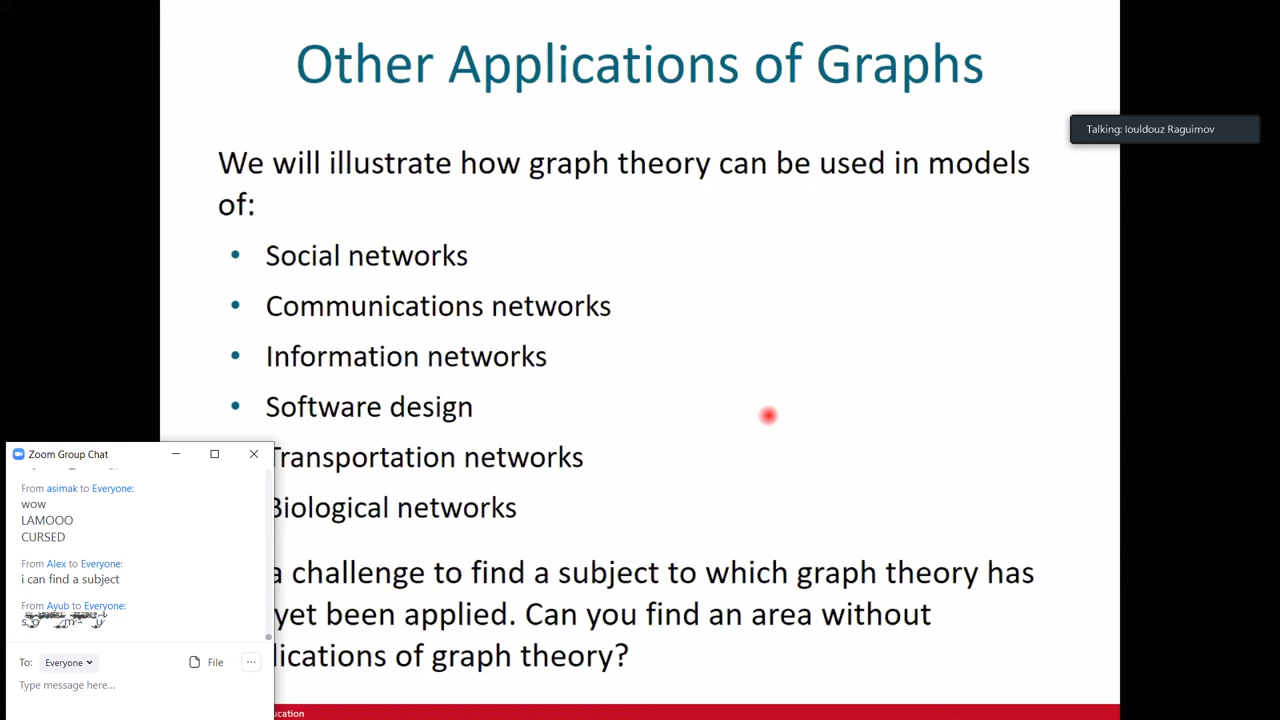 Other Applications of Graphs
Talking: Iouldouz Raguimov
We will illustrate how graph theory can be used in models
of:
• Social networks
• Communications networks
• Information networks
• Software design
Transportation networks
Biological networks
a challenge to find a subject to which graph theory has
yet been applied. Can you find an area without
lications of graph theory?
ucation
Zoom Group Chat
From asimak to Everyone:
wow
LAMOOO
CURSED
From Alex to Everyone:
i can find a subject
From Ayub to Everyone:
To: Everyone
File
...
Type message here...